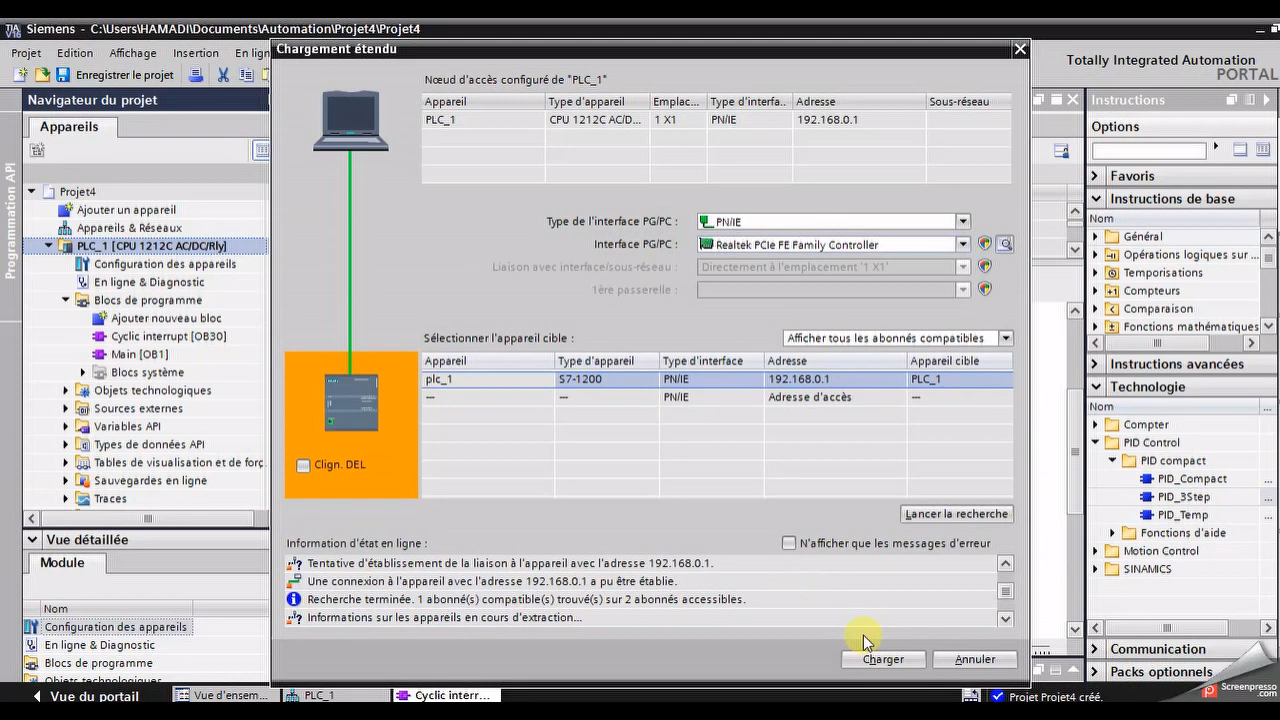 TIA V16 Siemens - C:\Users\HAMADI\Documents\Automation\Projet4\Projet4
Projet Edition Affichage Insertion
Totally Integrated Automation
PORTAL
Enregistrer le projet
Chargement étendu
Navigateur du projet
Appareils
Programmation API
Projet4
Ajouter un appareil
Appareils & Réseaux
PLC_1 [CPU 1212C AC/DC/Rly]
Configuration des appareils
En ligne & Diagnostic
Blocs de programme
Ajouter nouveau bloc
Cyclic interrupt [OB30]
Main [OB1]
Blocs système
Objets technologiques
Sources externes
Variables API
Types de données API
Tables de visualisation et de forç
Sauvegardes en ligne
Traces
Vue détaillée
Module
Nom
Configuration des appareils
En ligne & Diagnostic
Blocs de programme
Objets technologiques
Nœud d'accès configuré de "PLC_1"
Appareil Type d'appareil Emplac... Type d'interfa.. Adresse Sous-réseau
PLC_1 CPU 1212C AC/D... 1 X1 PN/IE 192.168.0.1
Type de l'interface PG/PC : PN/IE
Interface PG/PC : Realtek PCIe FE Family Controller
Liaison avec interface/sous-réseau : Directement à l'emplacement '1 X1'
1ère passerelle :
Sélectionner l'appareil cible : Afficher tous les abonnés compatibles
Appareil Type d'appareil Type d'interface Adresse Appareil cible
plc_1 S7-1200 PN/IE 192.168.0.1 PLC_1
--- --- PN/IE Adresse d'accès ---
Clign. DEL
Lancer la recherche
Information d'état en ligne : N'afficher que les messages d'erreur
Tentative d'établissement de la liaison à l'appareil avec l'adresse 192.168.0.1.
Une connexion à l'appareil avec l'adresse 192.168.0.1 a pu être établie.
Recherche terminée. 1 abonné(s) compatible(s) trouvé(s) sur 2 abonnés accessibles.
Informations sur les appareils en cours d'extraction...
Charger Annuler
Instructions
Options
Favoris
Instructions de base
Nom
Général
Opérations logiques sur ...
Temporisations
Compteurs
Comparaison
Fonctions mathématiques
Instructions avancées
Technologie
Nom ...
Compter
PID Control
PID compact
PID_Compact ...
PID_3Step ...
PID_Temp ...
Fonctions d'aide
Motion Control
SINAMICS
Communication
Packs optionnels
Vue du portail Vue d'ensem... PLC_1 Cyclic interr... Projet Projet4 créé.
Screenpresso
.com